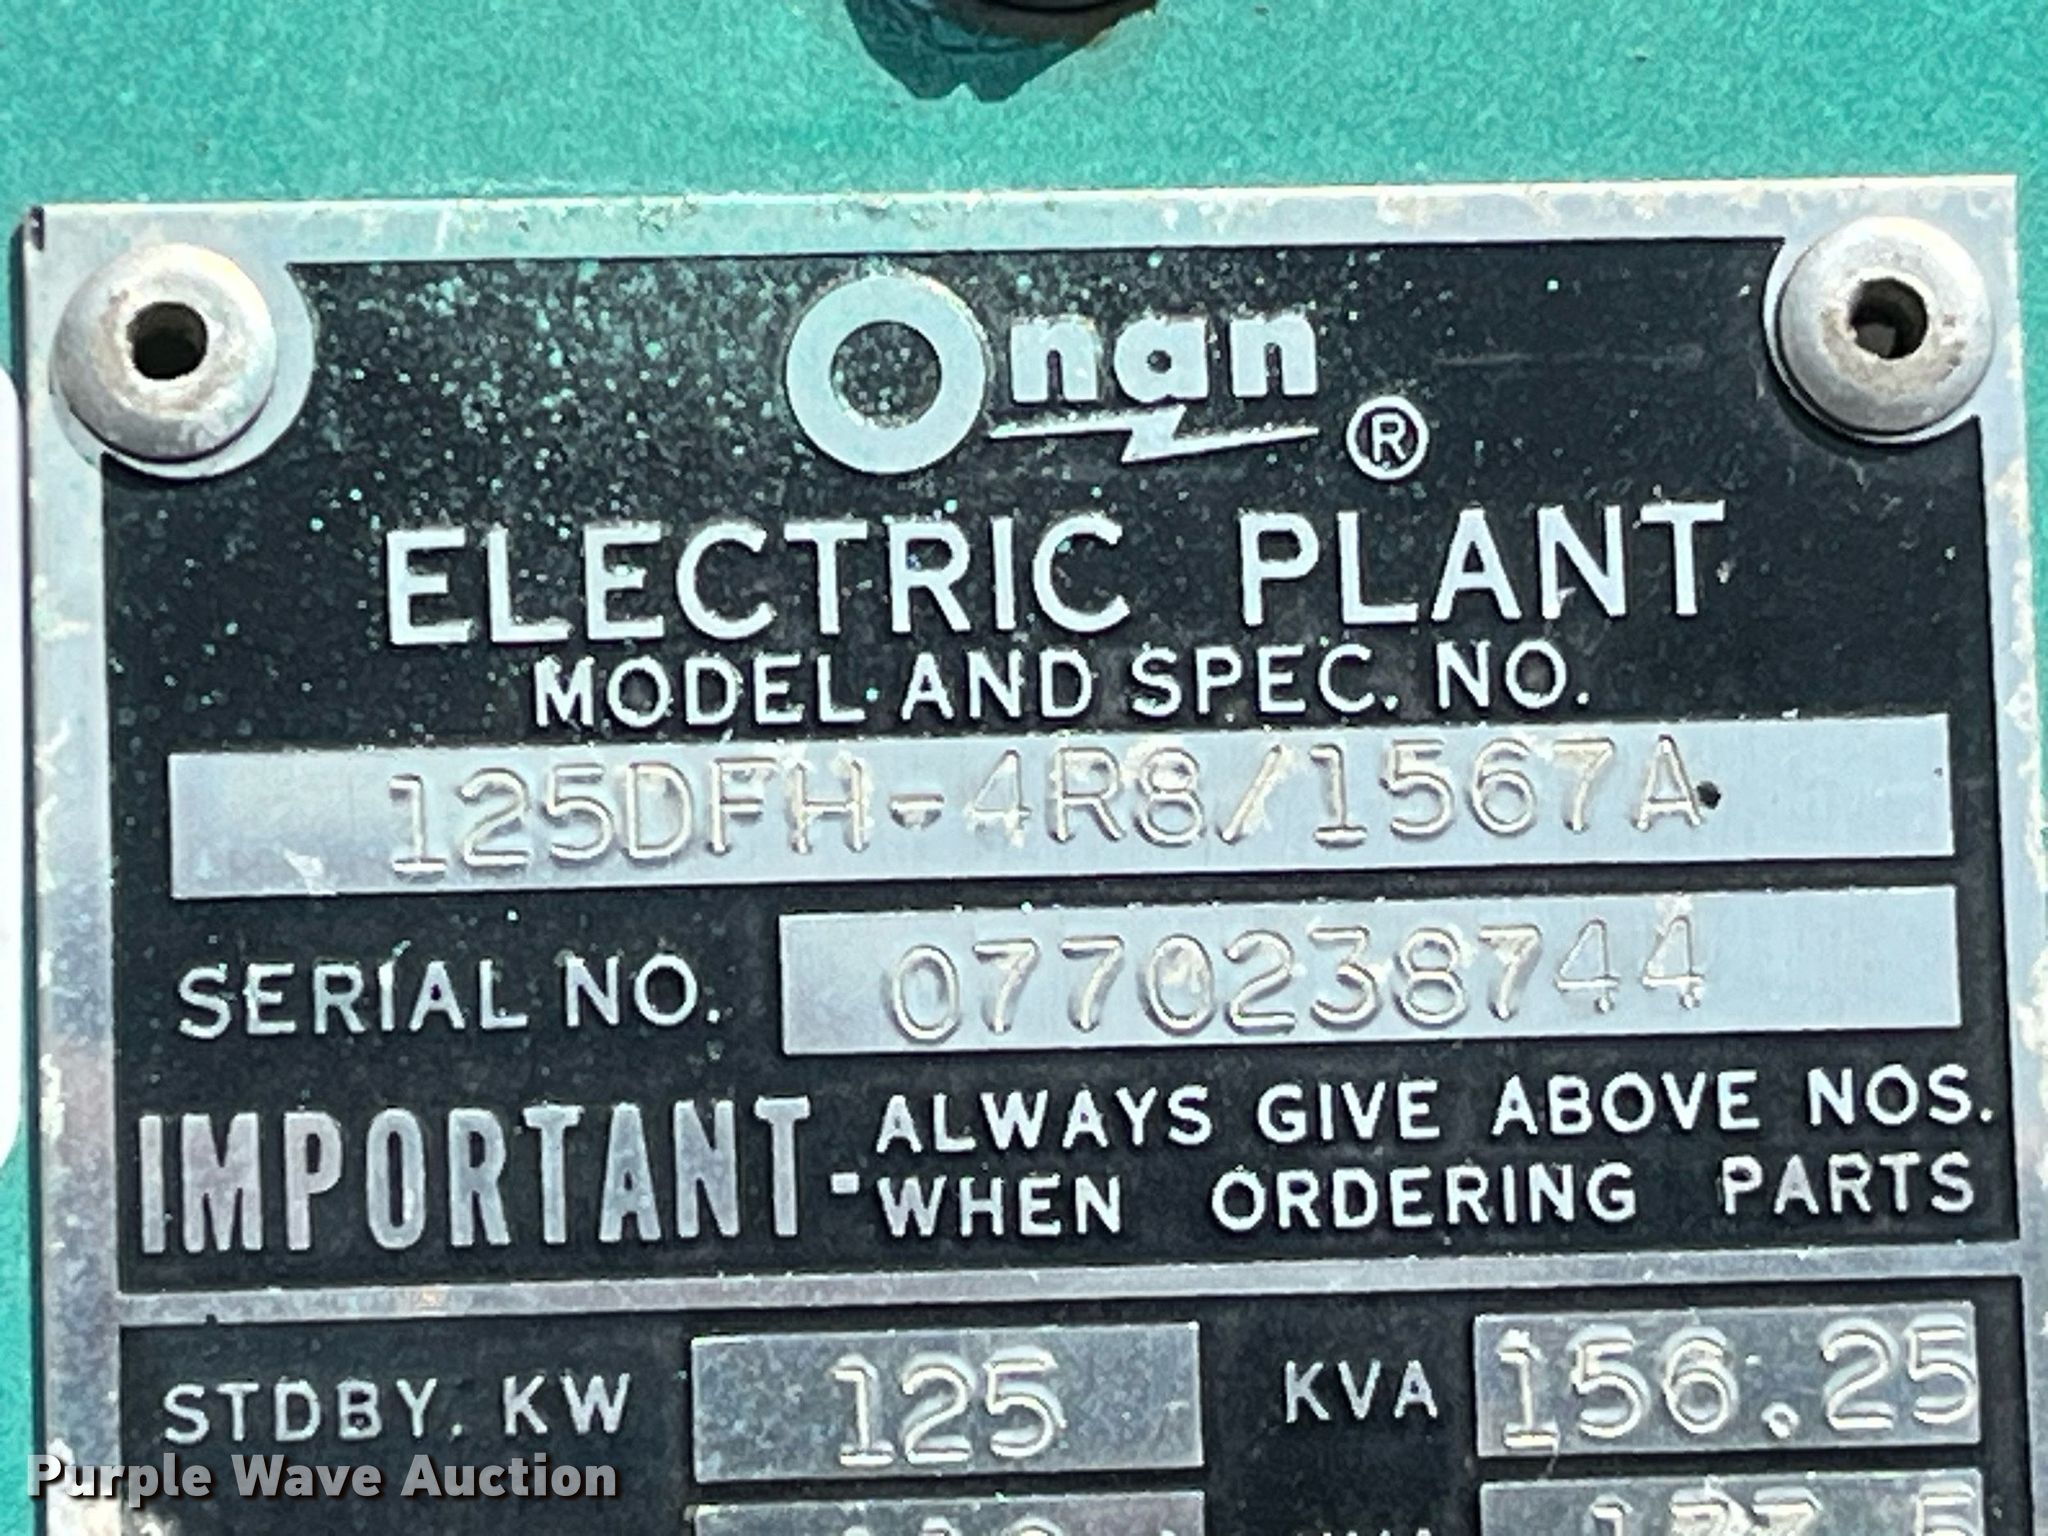 Onan ®
ELECTRIC PLANT
MODEL AND SPEC. NO.
125DFH-4R8/1567A
SERIAL NO. 0770238744
IMPORTANT- ALWAYS GIVE ABOVE NOS.
WHEN ORDERING PARTS
STDBY. KW 125 KVA 156.25
Purple Wave Auction